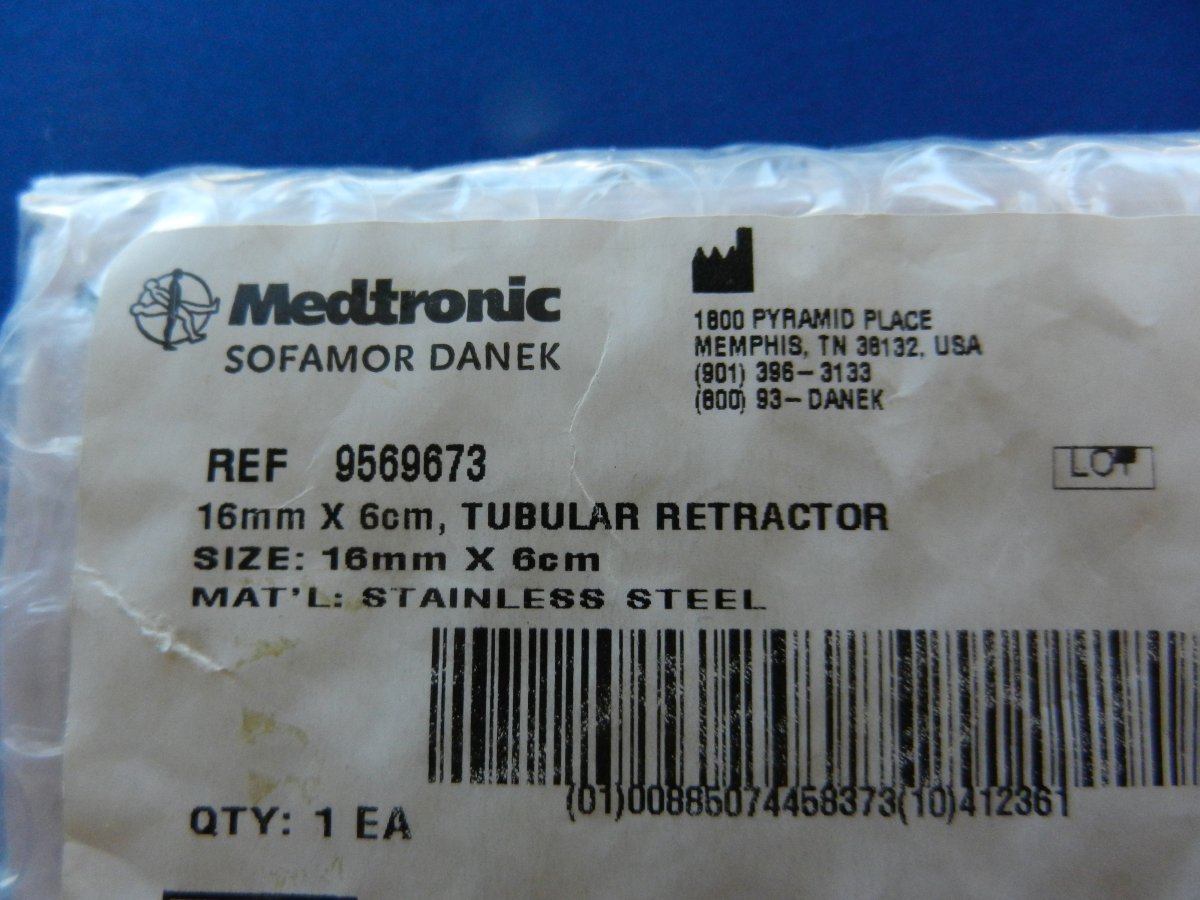 Medtronic
SOFAMOR DANEK
1800 PYRAMID PLACE
MEMPHIS, TN 38132, USA
(901) 396-3133
(800) 93-DANEK
REF 9569673
LOT
16mm X 6cm, TUBULAR RETRACTOR
SIZE: 16mm X 6cm
MAT'L: STAINLESS STEEL
(01)00885074458373(10)412361
QTY: 1 EA